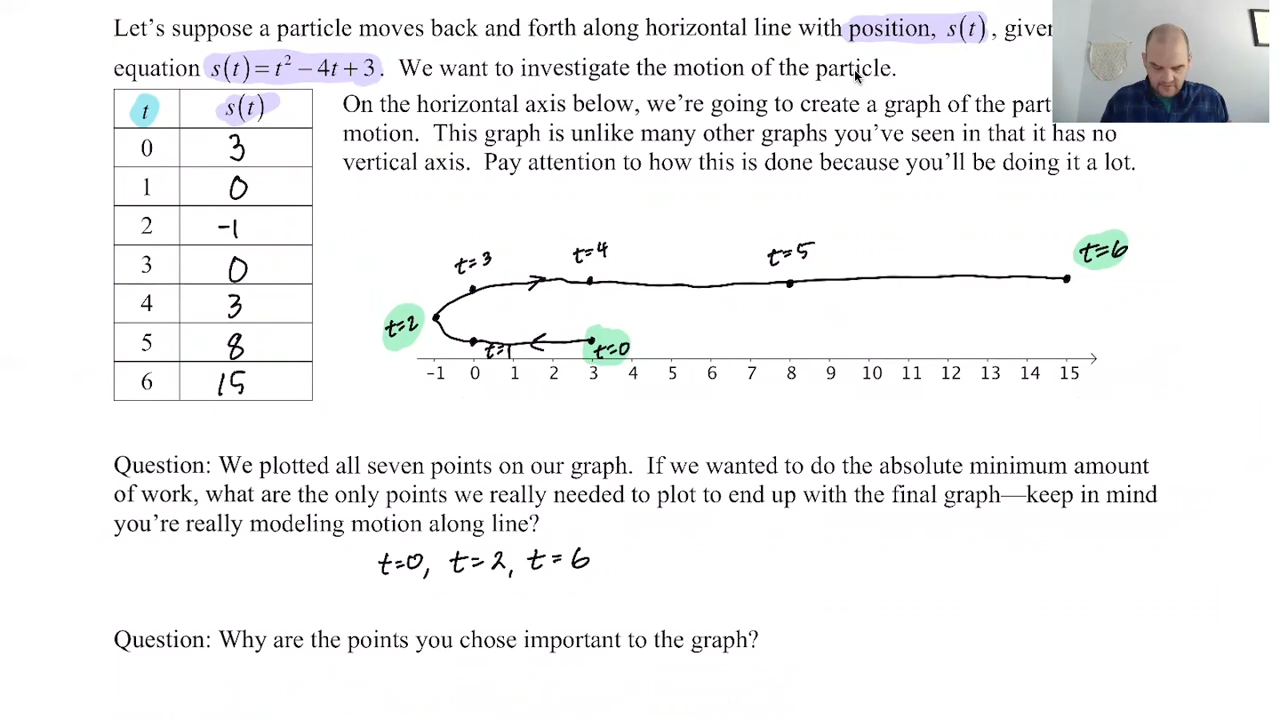 Let's suppose a particle moves back and forth along horizontal line with position, s(t), given
equation s(t) = t² − 4t + 3. We want to investigate the motion of the particle.
t s(t)
0 3
1 0
2 -1
3 0
4 3
5 8
6 15
On the horizontal axis below, we're going to create a graph of the part
motion. This graph is unlike many other graphs you've seen in that it has no
vertical axis. Pay attention to how this is done because you'll be doing it a lot.
t=3 t=4 t=5 t=6
t=2
t=1 t=0
−1 0 1 2 3 4 5 6 7 8 9 10 11 12 13 14 15
Question: We plotted all seven points on our graph. If we wanted to do the absolute minimum amount
of work, what are the only points we really needed to plot to end up with the final graph—keep in mind
you're really modeling motion along line?
t=0, t=2, t=6
Question: Why are the points you chose important to the graph?